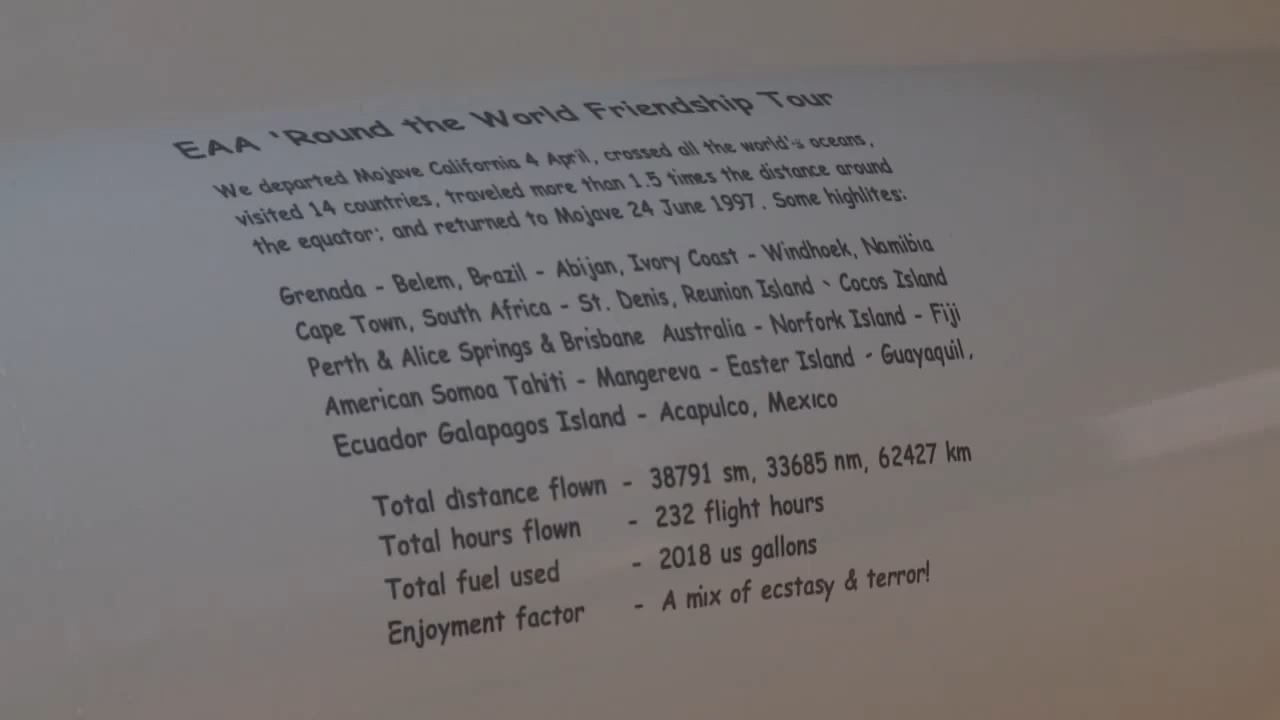 EAA 'Round the World Friendship Tour
We departed Mojave California 4 April, crossed all the world's oceans,
visited 14 countries, traveled more than 1.5 times the distance around
the equator; and returned to Mojave 24 June 1997. Some highlites:
Grenada - Belem, Brazil - Abijan, Ivory Coast - Windhoek, Namibia
Cape Town, South Africa - St. Denis, Reunion Island - Cocos Island
Perth & Alice Springs & Brisbane Australia - Norfork Island - Fiji
American Somoa Tahiti - Mangereva - Easter Island - Guayaquil,
Ecuador Galapagos Island - Acapulco, Mexico
Total distance flown - 38791 sm, 33685 nm, 62427 km
Total hours flown - 232 flight hours
Total fuel used - 2018 us gallons
Enjoyment factor - A mix of ecstasy & terror!